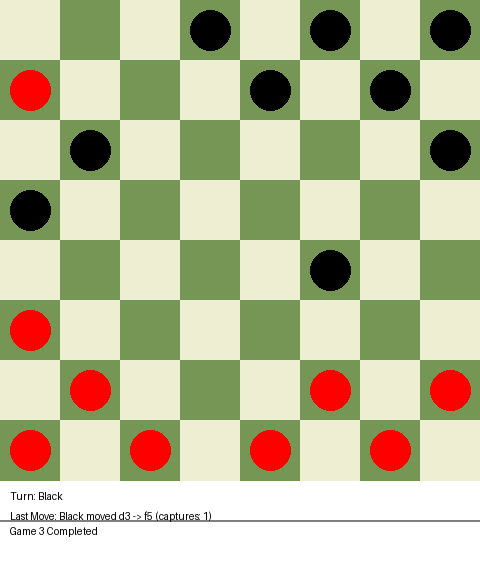 Turn: Black
Last Move: Black moved d3 -> f5 (captures: 1)
Game 3 Completed